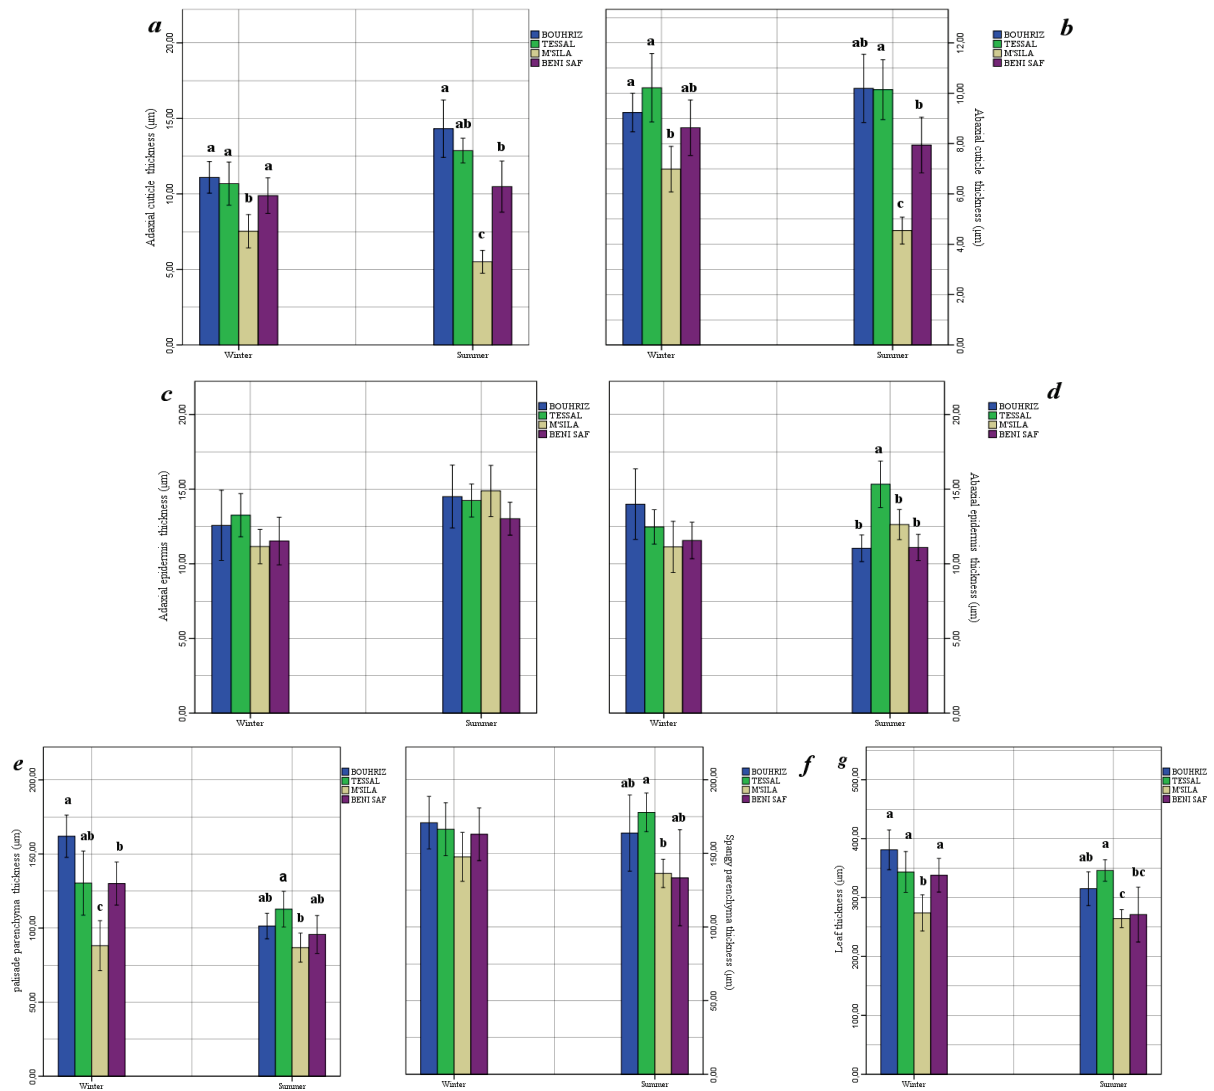 a
20,00
15,00
10,00
5,00
0,00
Adaxial cuticle thickness (µm)
a a b a
a ab c b
Winter
Summer
BOUHRIZ
TESSAL
M'SILA
BENI SAF
b
12,00
10,00
8,00
6,00
4,00
2,00
0,00
Abaxial cuticle thickness (µm)
a a b ab
ab a c b
Winter
Summer
BOUHRIZ
TESSAL
M'SILA
BENI SAF
c
20,00
15,00
10,00
5,00
0,00
Adaxial epidermis thickness (µm)
Winter
Summer
BOUHRIZ
TESSAL
M'SILA
BENI SAF
d
20,00
15,00
10,00
5,00
0,00
Abaxial epidermis thickness (µm)
b a b b
Winter
Summer
BOUHRIZ
TESSAL
M'SILA
BENI SAF
e
200,00
150,00
100,00
50,00
0,00
palisade parenchyma thickness (µm)
a ab c b
ab a b ab
Winter
Summer
BOUHRIZ
TESSAL
M'SILA
BENI SAF
f
200,00
150,00
100,00
50,00
0,00
Spangy parenchyma thickness (µm)
ab a b ab
Winter
Summer
BOUHRIZ
TESSAL
M'SILA
BENI SAF
g
500,00
400,00
300,00
200,00
100,00
0,00
Leaf thickness (µm)
a a b a
ab a c bc
Winter
Summer
BOUHRIZ
TESSAL
M'SILA
BENI SAF